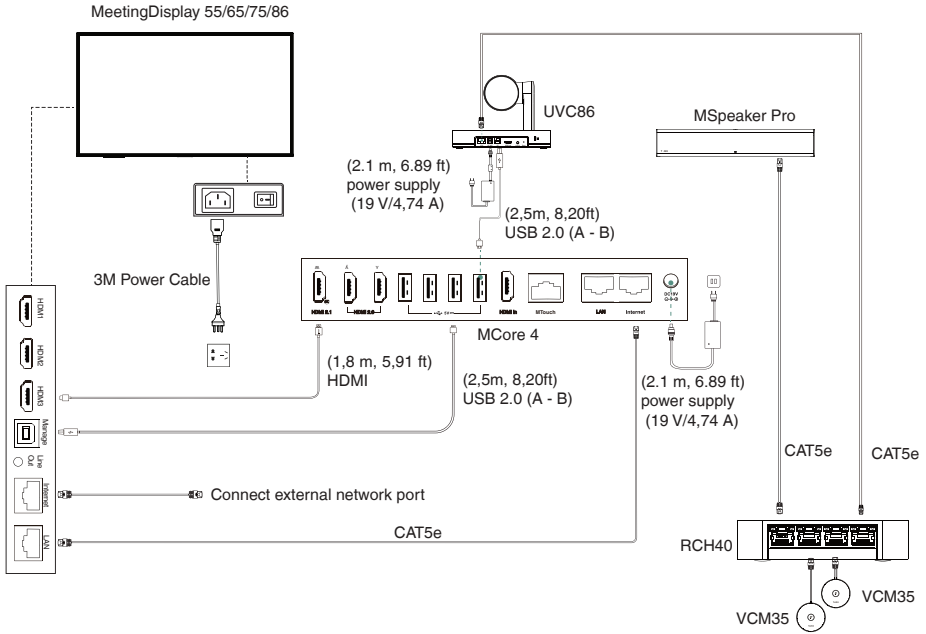 MeetingDisplay 55/65/75/86
UVC86
MSpeaker Pro
(2.1 m, 6.89 ft)
power supply
(19 V/4,74 A)
(2,5m, 8,20ft)
USB 2.0 (A - B)
3M Power Cable
HDMI 2.1
HDMI 2.0
5V
HDMI in
MTouch
LAN
Internet
DC19V
MCore 4
HDMI1
HDMI2
HDMI3
Manage
Line
Out
Internet
LAN
(1,8 m, 5,91 ft)
HDMI
(2,5m, 8,20ft)
USB 2.0 (A - B)
(2.1 m, 6.89 ft)
power supply
(19 V/4,74 A)
CAT5e
CAT5e
Connect external network port
CAT5e
RCH40
VCM35
VCM35